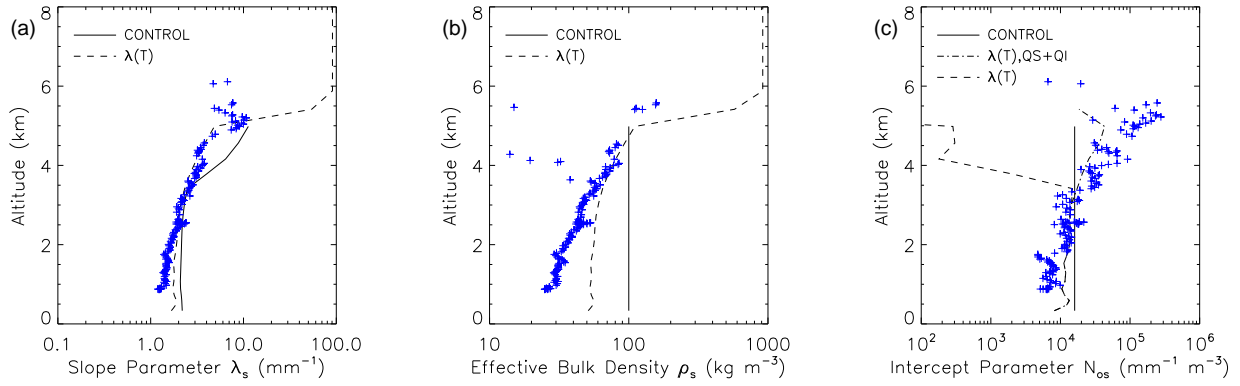 (a)
8
6
4
2
0
Altitude (km)
CONTROL
λ(T)
0.1 1.0 10.0 100.0
Slope Parameter λs (mm⁻¹)
(b)
8
6
4
2
0
Altitude (km)
CONTROL
λ(T)
10 100 1000
Effective Bulk Density ρs (kg m⁻³)
(c)
8
6
4
2
0
Altitude (km)
CONTROL
λ(T),QS+QI
λ(T)
10² 10³ 10⁴ 10⁵ 10⁶
Intercept Parameter Nos (mm⁻¹ m⁻³)